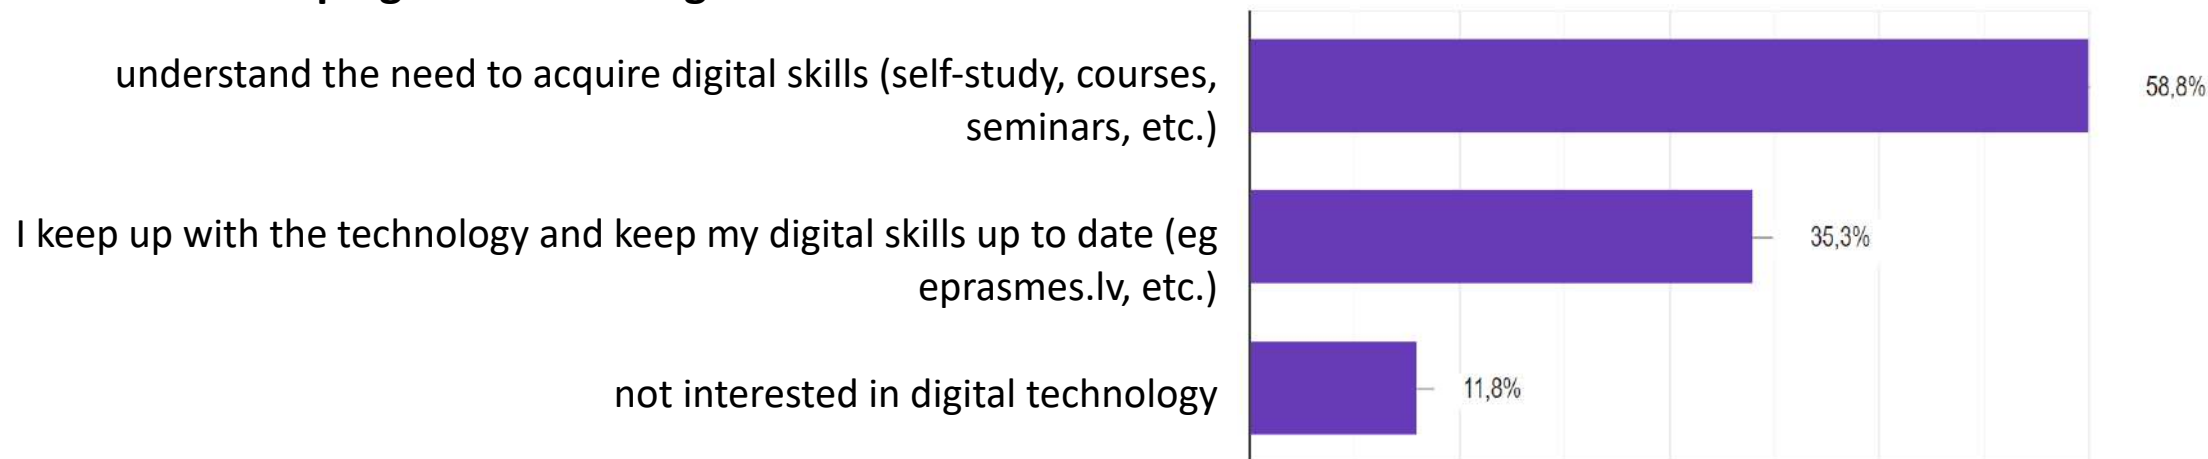 understand the need to acquire digital skills (self-study, courses,
seminars, etc.)
58,8%
I keep up with the technology and keep my digital skills up to date (eg
eprasmes.lv, etc.)
35,3%
not interested in digital technology
11,8%